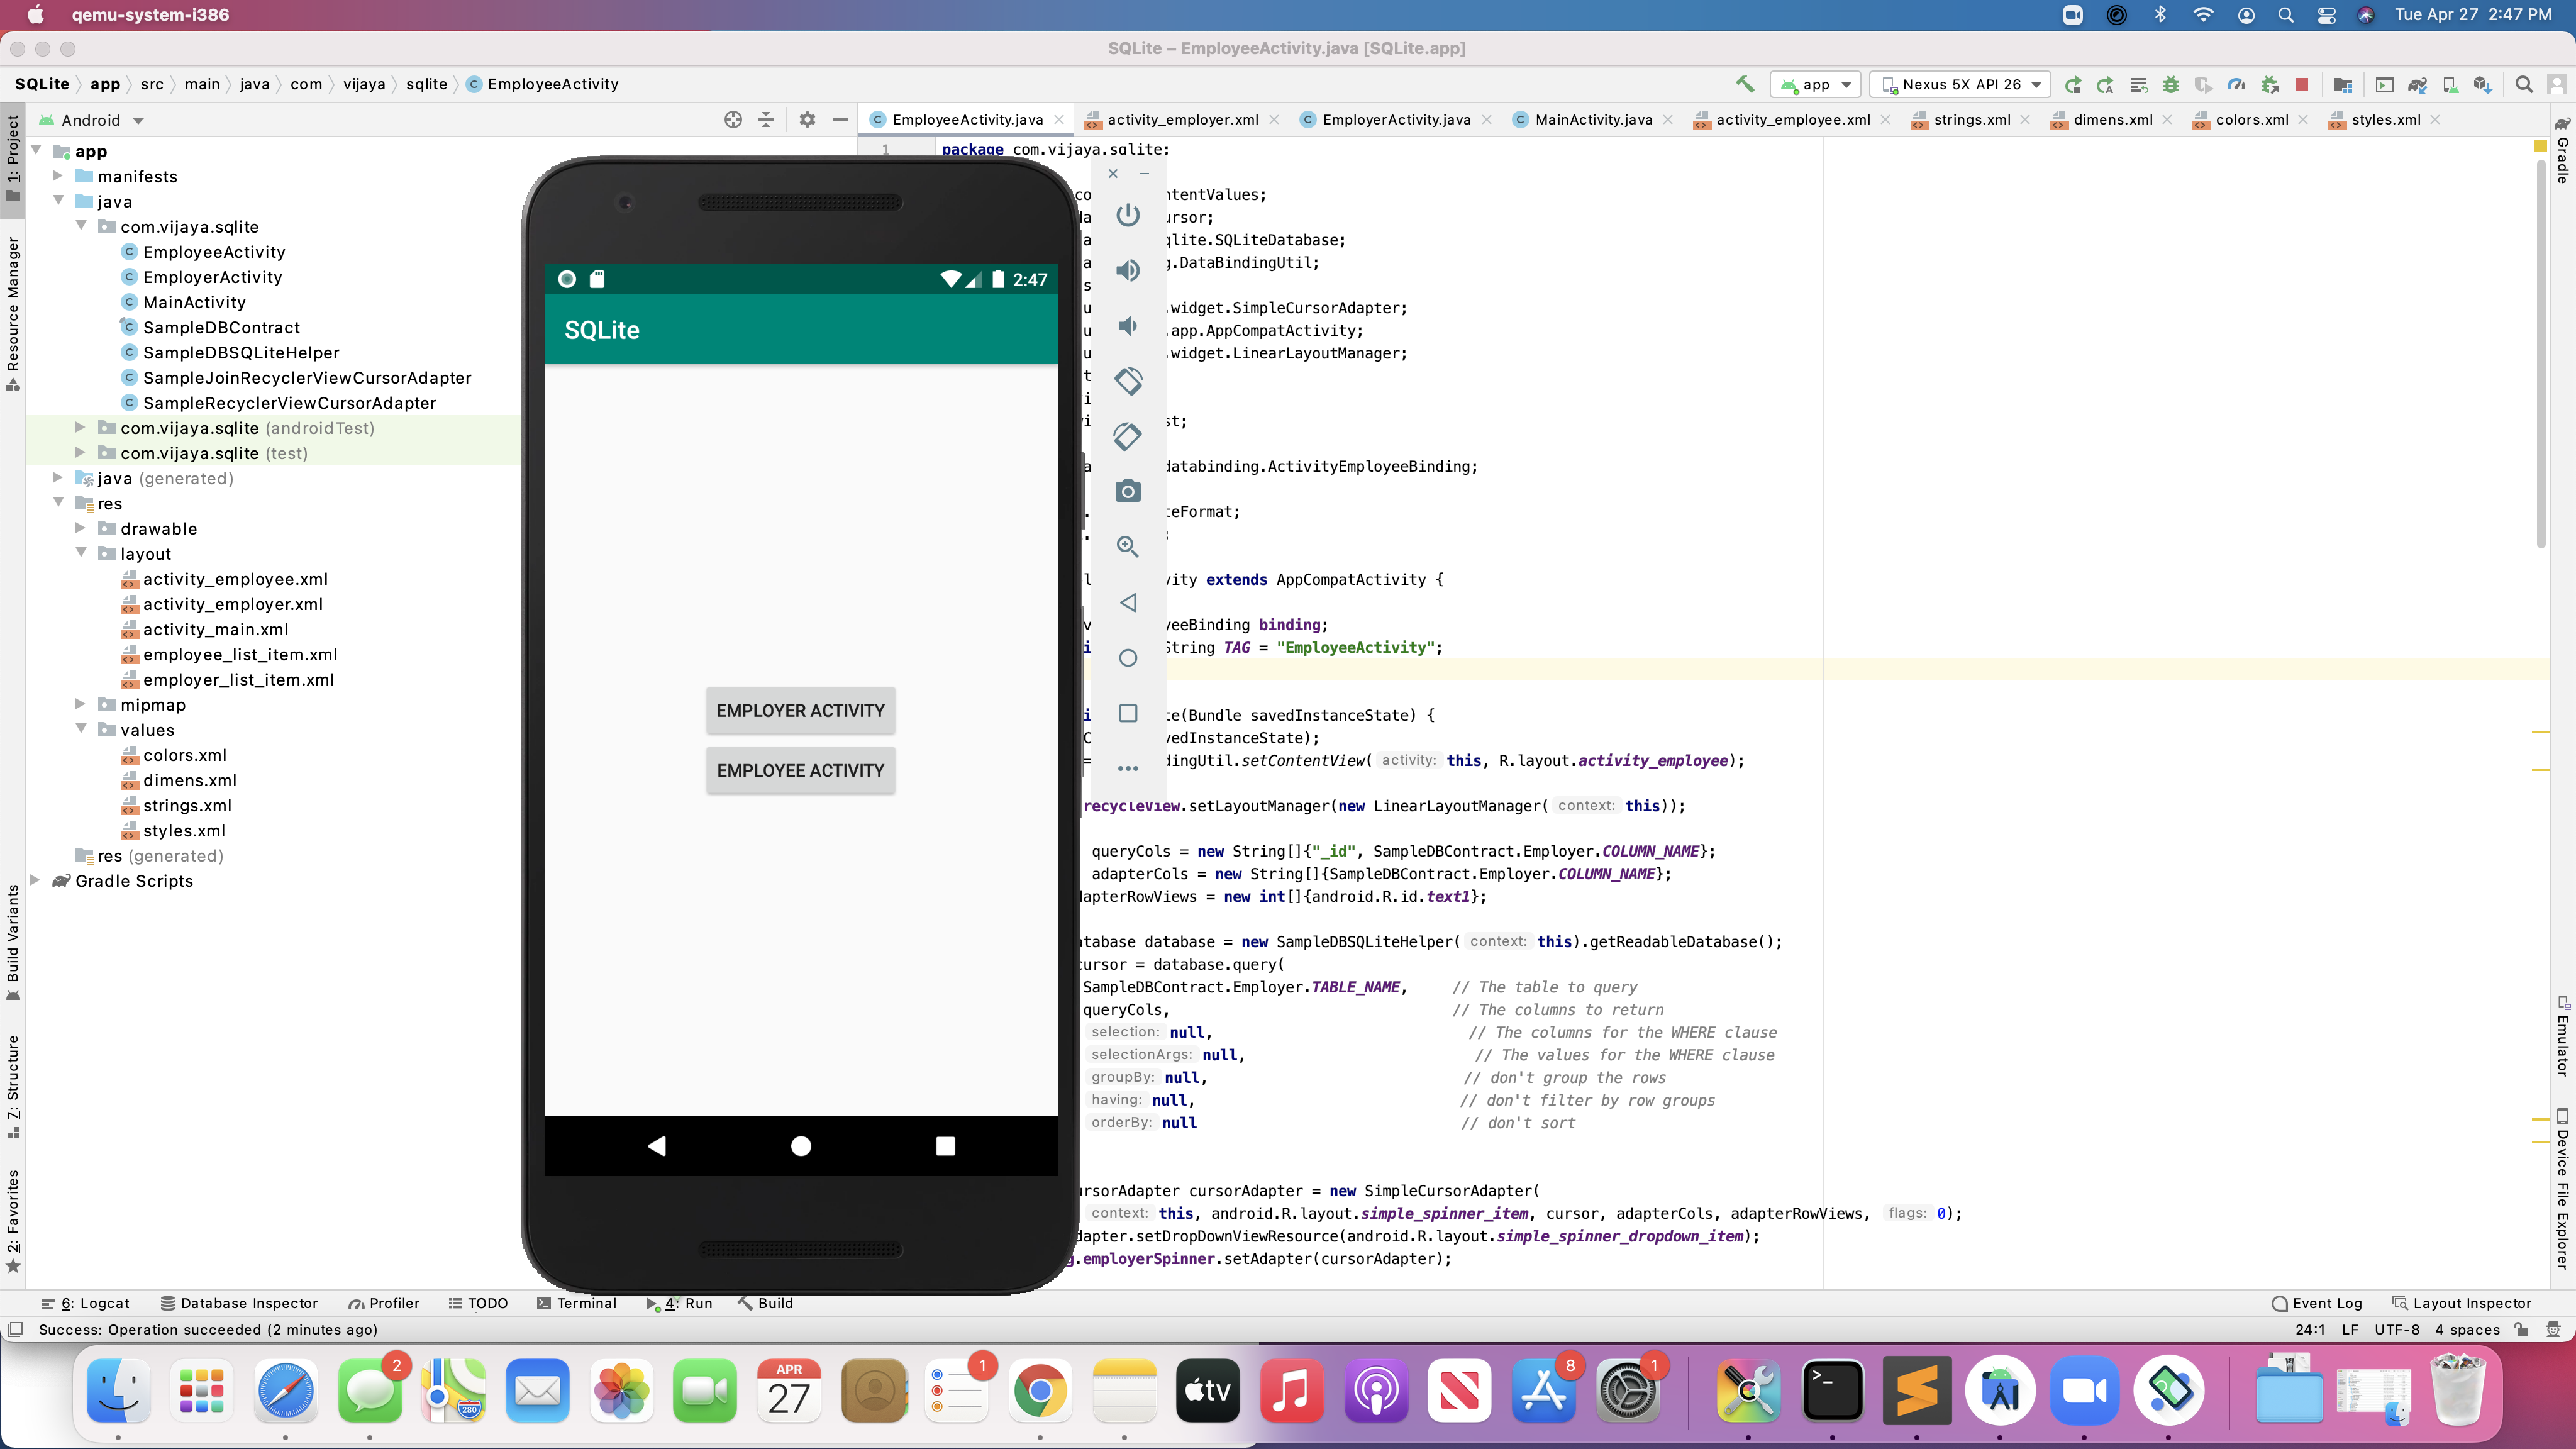 qemu-system-i386
Tue Apr 27 2:47 PM
SQLite – EmployeeActivity.java [SQLite.app]
SQLite app src main java com vijaya sqlite EmployeeActivity
app Nexus 5X API 26
Android
EmployeeActivity.java activity_employer.xml EmployerActivity.java MainActivity.java activity_employee.xml strings.xml dimens.xml colors.xml styles.xml
1: Project
Resource Manager
Build Variants
7: Structure
2: Favorites
app
manifests
java
com.vijaya.sqlite
EmployeeActivity
EmployerActivity
MainActivity
SampleDBContract
SampleDBSQLiteHelper
SampleJoinRecyclerViewCursorAdapter
SampleRecyclerViewCursorAdapter
com.vijaya.sqlite (androidTest)
com.vijaya.sqlite (test)
java (generated)
res
drawable
layout
activity_employee.xml
activity_employer.xml
activity_main.xml
employee_list_item.xml
employer_list_item.xml
mipmap
values
colors.xml
dimens.xml
strings.xml
styles.xml
res (generated)
Gradle Scripts
2:47
SQLite
EMPLOYER ACTIVITY
EMPLOYEE ACTIVITY
1 package com.vijaya.sqlite;
ntentValues;
ursor;
qlite.SQLiteDatabase;
g.DataBindingUtil;
.widget.SimpleCursorAdapter;
.app.AppCompatActivity;
.widget.LinearLayoutManager;
st;
databinding.ActivityEmployeeBinding;
teFormat;
vity extends AppCompatActivity {
yeeBinding binding;
String TAG = "EmployeeActivity";
te(Bundle savedInstanceState) {
vedInstanceState);
dingUtil.setContentView( activity: this, R.layout.activity_employee);
recycleView.setLayoutManager(new LinearLayoutManager( context: this));
queryCols = new String[]{"_id", SampleDBContract.Employer.COLUMN_NAME};
adapterCols = new String[]{SampleDBContract.Employer.COLUMN_NAME};
dapterRowViews = new int[]{android.R.id.text1};
atabase database = new SampleDBSQLiteHelper( context: this).getReadableDatabase();
cursor = database.query(
SampleDBContract.Employer.TABLE_NAME, // The table to query
queryCols, // The columns to return
selection: null, // The columns for the WHERE clause
selectionArgs: null, // The values for the WHERE clause
groupBy: null, // don't group the rows
having: null, // don't filter by row groups
orderBy: null // don't sort
ursorAdapter cursorAdapter = new SimpleCursorAdapter(
context: this, android.R.layout.simple_spinner_item, cursor, adapterCols, adapterRowViews, flags: 0);
dapter.setDropDownViewResource(android.R.layout.simple_spinner_dropdown_item);
g.employerSpinner.setAdapter(cursorAdapter);
Gradle
Emulator
Device File Explorer
6: Logcat Database Inspector Profiler TODO Terminal 4: Run Build Event Log Layout Inspector
Success: Operation succeeded (2 minutes ago) 24:1 LF UTF-8 4 spaces
2
280
APR
27
1
tv
8
1